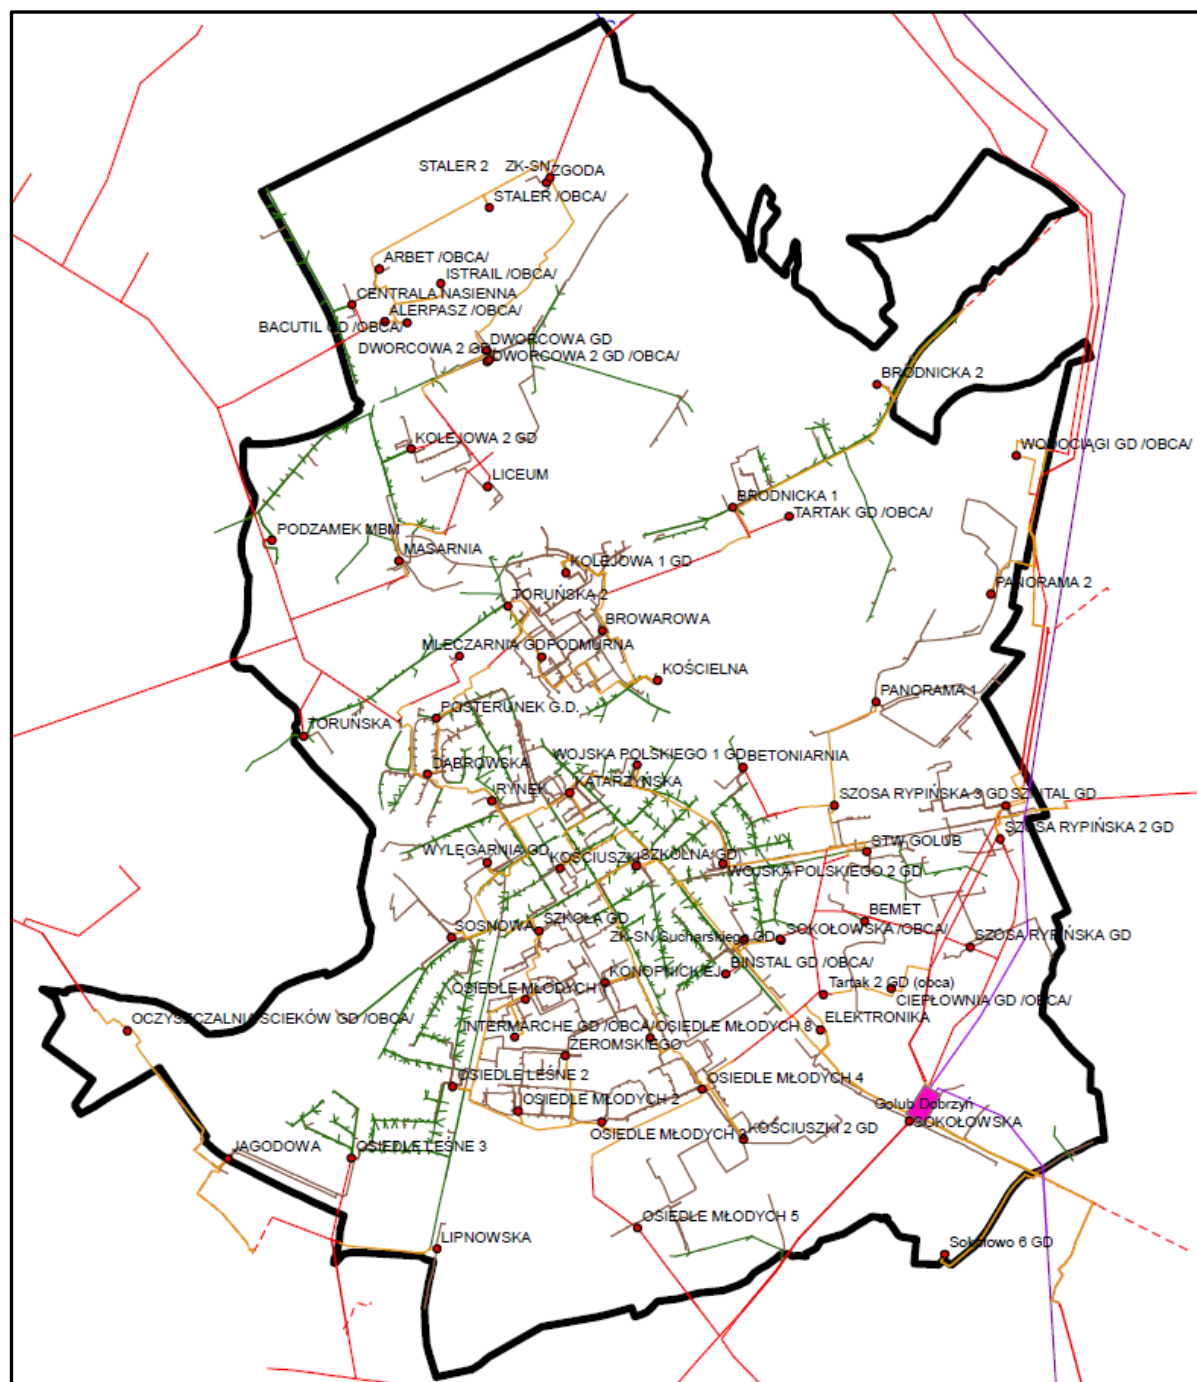 STALER 2
ZK-SN
ZGODA
STALER /OBCA/
ARBET /OBCA/
ISTRAIL /OBCA/
CENTRALA NASIENNA
ALERPASZ /OBCA/
BACUTIL GD /OBCA/
DWORCOWA GD
DWORCOWA 2 GD
DWORCOWA 2 GD /OBCA/
BRODNICKA 2
KOLEJOWA 2 GD
WODOCIĄGI GD /OBCA/
LICEUM
BRODNICKA 1
TARTAK GD /OBCA/
PODZAMEK MBM
MASARNIA
KOLEJOWA 1 GD
PANORAMA 2
TORUŃSKA 2
BROWAROWA
MLECZARNIA GD
PODMURNA
KOŚCIELNA
PANORAMA 1
POSTERUNEK G.D.
TORUŃSKA 1
WOJSKA POLSKIEGO 1 GD
BETONIARNIA
DĄBROWSKA
KATARZYŃSKA
RYNEK
SZOSA RYPIŃSKA 3 GD
SZPITAL GD
SZOSA RYPIŃSKA 2 GD
STW GOLUB
WYLĘGARNIA GD
KOŚCIUSZKI
SZKOLNA GD
WOJSKA POLSKIEGO 2 GD
BEMET
SOSNOWA
SZKOŁA GD
ZK-SN Sucharskiego GD
SOKOŁOWSKA /OBCA/
SZOSA RYPIŃSKA GD
KONOPNICKIEJ
BINSTAL GD /OBCA/
OSIEDLE MŁODYCH
Tartak 2 GD (obca)
CIEPŁOWNIA GD /OBCA/
OCZYSZCZALNIA ŚCIEKÓW GD /OBCA/
INTERMARCHE GD /OBCA/
OSIEDLE MŁODYCH 8
ELEKTRONIKA
ŻEROMSKIEGO
OSIEDLE LEŚNE 2
OSIEDLE MŁODYCH 4
OSIEDLE MŁODYCH 2
Golub Dobrzyń
SOKOŁOWSKA
OSIEDLE MŁODYCH
KOŚCIUSZKI 2 GD
JAGODOWA
OSIEDLE LEŚNE 3
OSIEDLE MŁODYCH 5
LIPNOWSKA
Sokołowo 6 GD